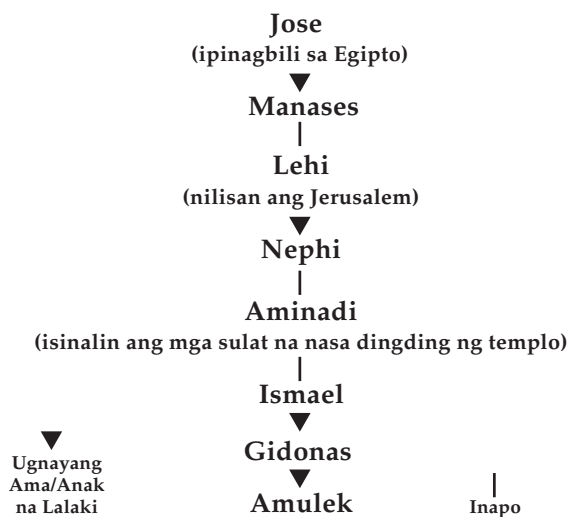 Jose
(ipinagbili sa Egipto)
Manases
Lehi
(nilisan ang Jerusalem)
Nephi
Aminadi
(isinalin ang mga sulat na nasa dingding ng templo)
Ismael
Gidonas
Amulek
Ugnayang
Ama/Anak
na Lalaki
Inapo